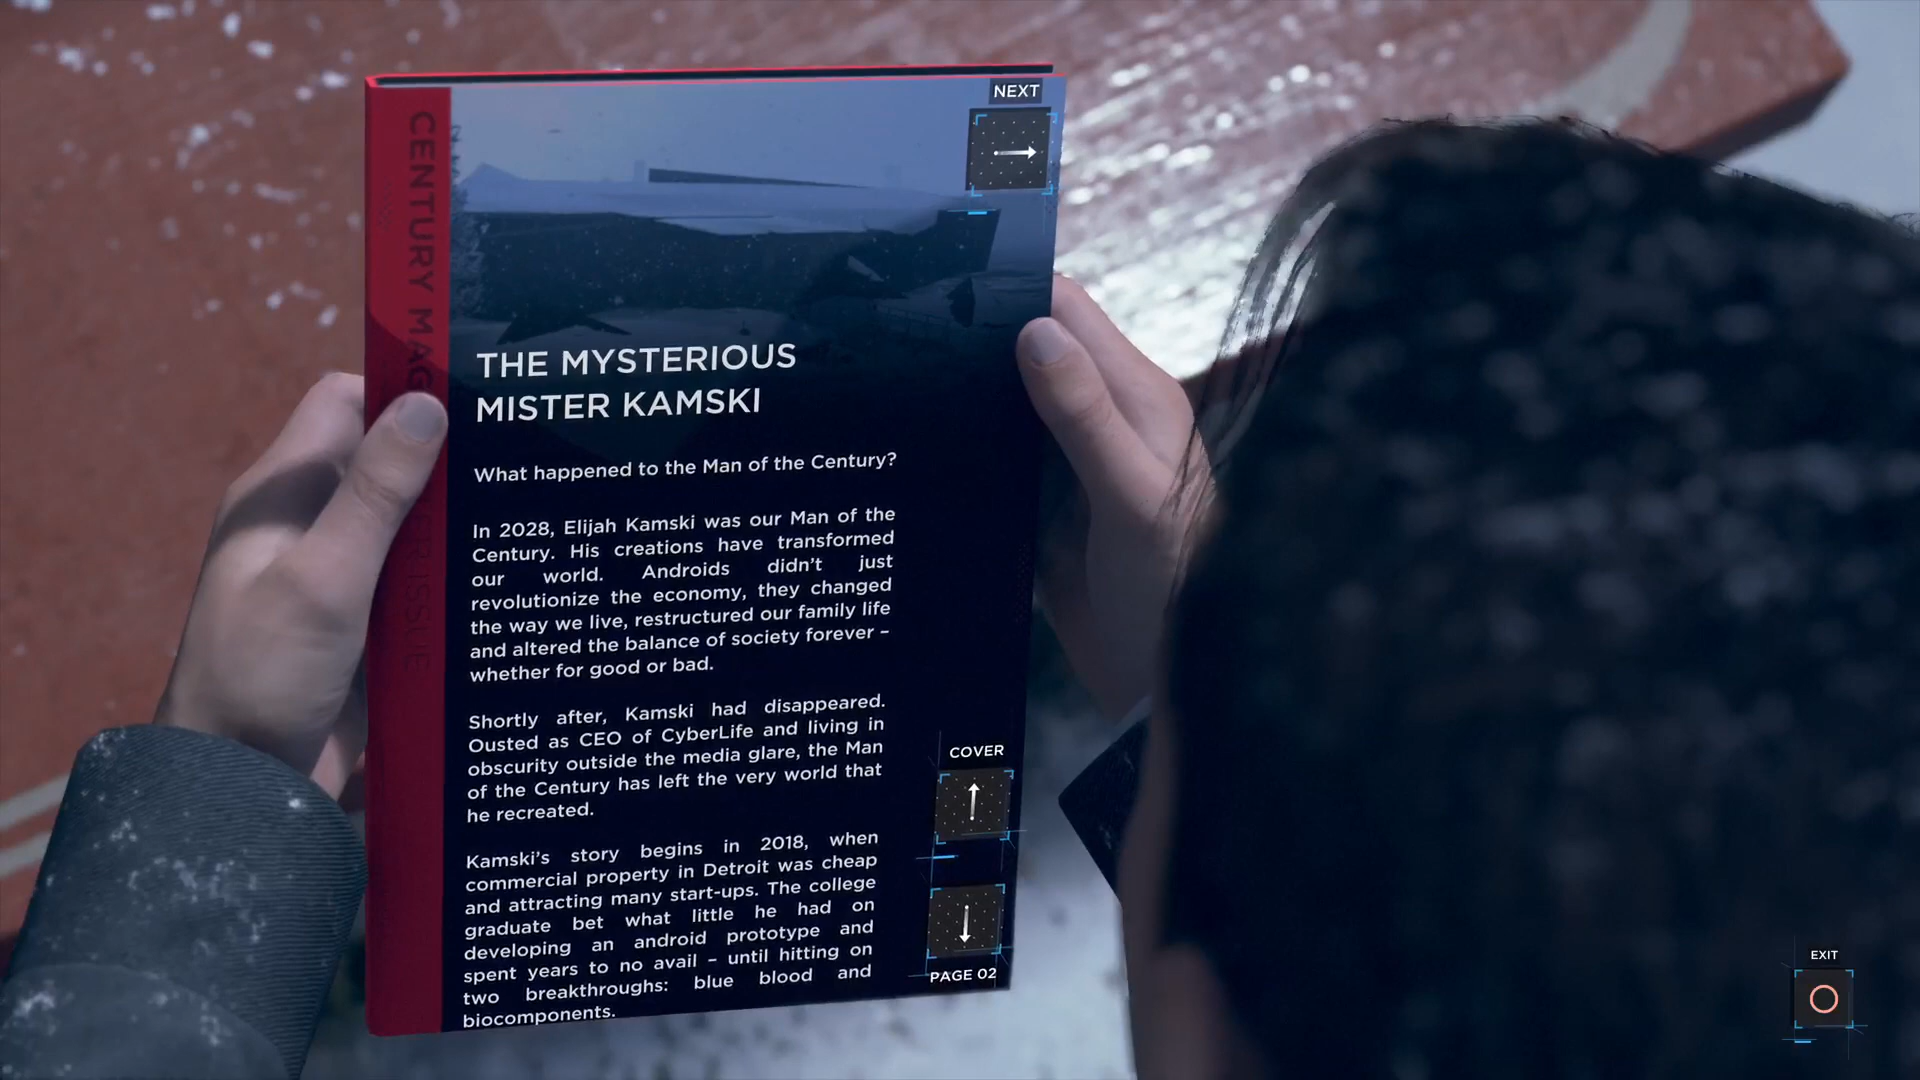 NEXT
CENTURY MAG
THE MYSTERIOUS
MISTER KAMSKI
What happened to the Man of the Century?
In 2028, Elijah Kamski was our Man of the
Century. His creations have transformed
our world. Androids didn't just
revolutionize the economy, they changed
the way we live, restructured our family life
and altered the balance of society forever –
whether for good or bad.
Shortly after, Kamski had disappeared.
Ousted as CEO of CyberLife and living in
obscurity outside the media glare, the Man
of the Century has left the very world that
he recreated.
Kamski's story begins in 2018, when
commercial property in Detroit was cheap
and attracting many start-ups. The college
graduate bet what little he had on
developing an android prototype and
spent years to no avail – until hitting on
two breakthroughs: blue blood and
biocomponents.
COVER
PAGE 02
EXIT